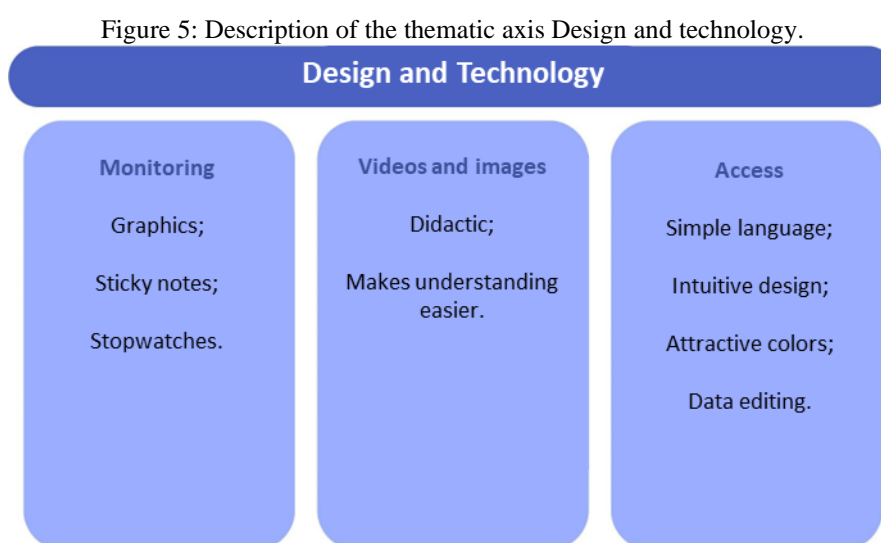 Figure 5: Description of the thematic axis Design and technology.
Design and Technology
Monitoring
Graphics;
Sticky notes;
Stopwatches.
Videos and images
Didactic;
Makes understanding
easier.
Access
Simple language;
Intuitive design;
Attractive colors;
Data editing.